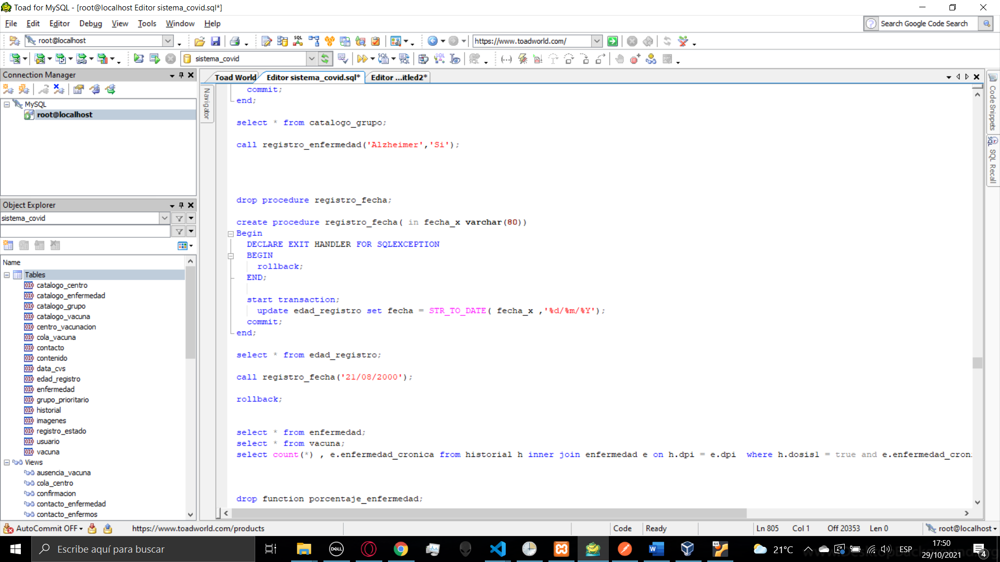 Toad for MySQL - [root@localhost Editor sistema_covid.sql*]
File Edit Editor Debug View Tools Window Help
Search Google Code Search
root@localhost
https://www.toadworld.com/
sistema_covid
Connection Manager
MySQL
root@localhost
Object Explorer
sistema_covid
Name
Tables
catalogo_centro
catalogo_enfermedad
catalogo_grupo
catalogo_vacuna
centro_vacunacion
cola_vacuna
contacto
contenido
data_cvs
edad_registro
enfermedad
grupo_prioritario
historial
imagenes
registro_estado
usuario
vacuna
Views
ausencia_vacuna
cola_centro
confirmacion
contacto_enfermedad
contacto_enfermos
Toad World
Editor sistema_covid.sql*
Editor ...itled2*
Navigator
commit;
end;
select * from catalogo_grupo;
call registro_enfermedad('Alzheimer','Si');
drop procedure registro_fecha;
create procedure registro_fecha( in fecha_x varchar(80))
Begin
DECLARE EXIT HANDLER FOR SQLEXCEPTION
BEGIN
rollback;
END;
start transaction;
update edad_registro set fecha = STR_TO_DATE( fecha_x ,'%d/%m/%Y');
commit;
end;
select * from edad_registro;
call registro_fecha('21/08/2000');
rollback;
select * from enfermedad;
select * from vacuna;
select count(*) , e.enfermedad_cronica from historial h inner join enfermedad e on h.dpi = e.dpi  where h.dosis1 = true and e.enfermedad_croni
drop function porcentaje_enfermedad;
Code Snippets
SQL Recall
AutoCommit OFF
https://www.toadworld.com/products
Code
Ready
Ln 805 Col 1 Off 20353 Len 0
root@localhost
Escribe aquí para buscar
DELL
21°C
ESP
17:50
29/10/2021
4